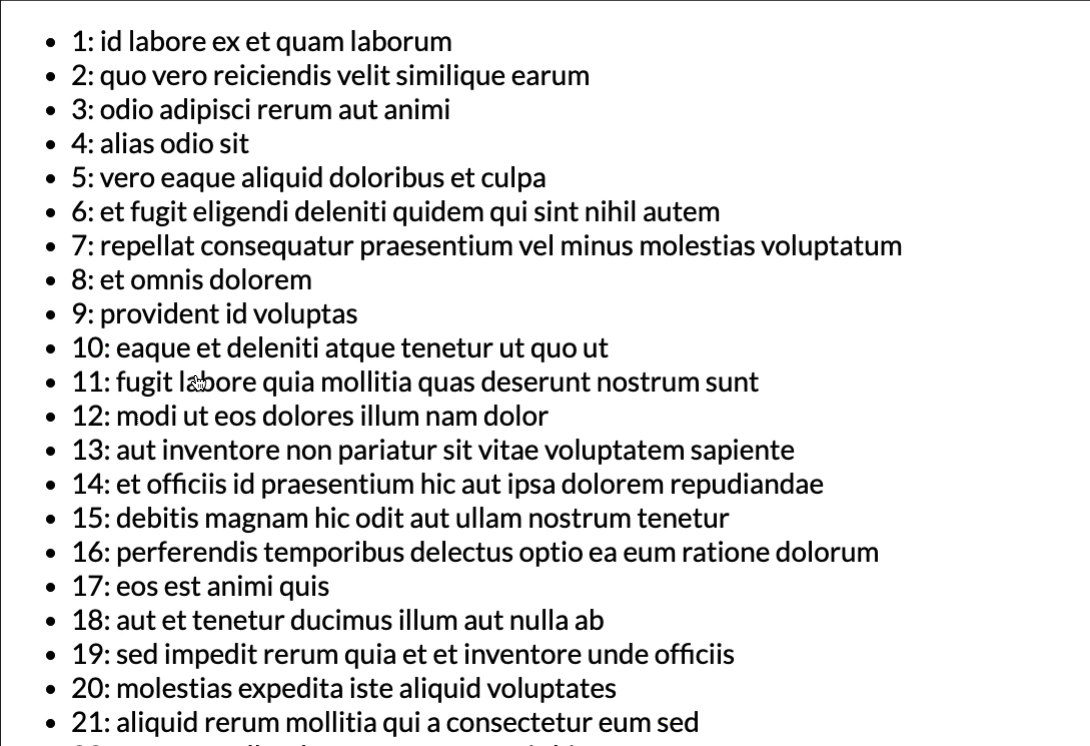 1: id labore ex et quam laborum
2: quo vero reiciendis velit similique earum
3: odio adipisci rerum aut animi
4: alias odio sit
5: vero eaque aliquid doloribus et culpa
6: et fugit eligendi deleniti quidem qui sint nihil autem
7: repellat consequatur praesentium vel minus molestias voluptatum
8: et omnis dolorem
9: provident id voluptas
10: eaque et deleniti atque tenetur ut quo ut
11: fugit labore quia mollitia quas deserunt nostrum sunt
12: modi ut eos dolores illum nam dolor
13: aut inventore non pariatur sit vitae voluptatem sapiente
14: et officiis id praesentium hic aut ipsa dolorem repudiandae
15: debitis magnam hic odit aut ullam nostrum tenetur
16: perferendis temporibus delectus optio ea eum ratione dolorum
17: eos est animi quis
18: aut et tenetur ducimus illum aut nulla ab
19: sed impedit rerum quia et et inventore unde officiis
20: molestias expedita iste aliquid voluptates
21: aliquid rerum mollitia qui a consectetur eum sed